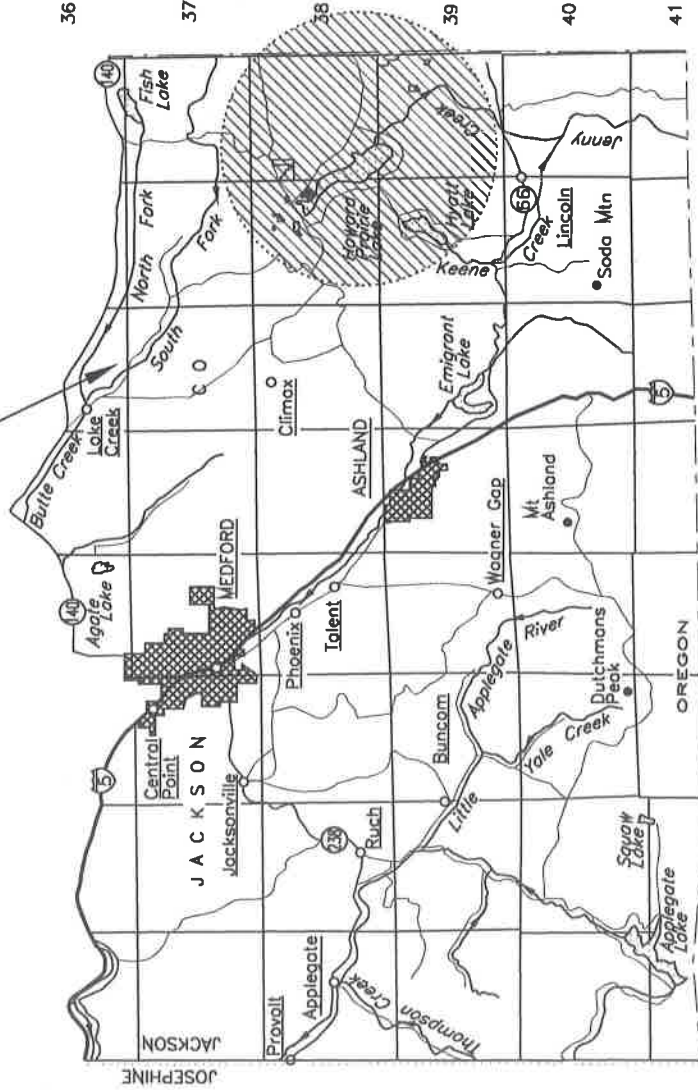 36
37
38
39
40
41
140
Fish
Lake
North
Fork
South
Fork
Butte Creek
Lake
Creek
C O
Climax
Howard
Prairie
Lake
Hyatt
Lake
Creek
Jenny
66
Keene
Creek
Lincoln
Soda Mtn
Emigrant
Lake
ASHLAND
5
140
Agate
Lake
MEDFORD
Phoenix
Talent
Wagner Gap
Mt
Ashland
5
Central
Point
J A C K S O N
Jacksonville
238
Ruch
Buncom
Little
Applegate
River
Yale
Creek
Dutchmans
Peak
OREGON
Squaw
Lake
Applegate
Lake
Provolt
Applegate
Thompson
Creek
JACKSON
JOSEPHINE